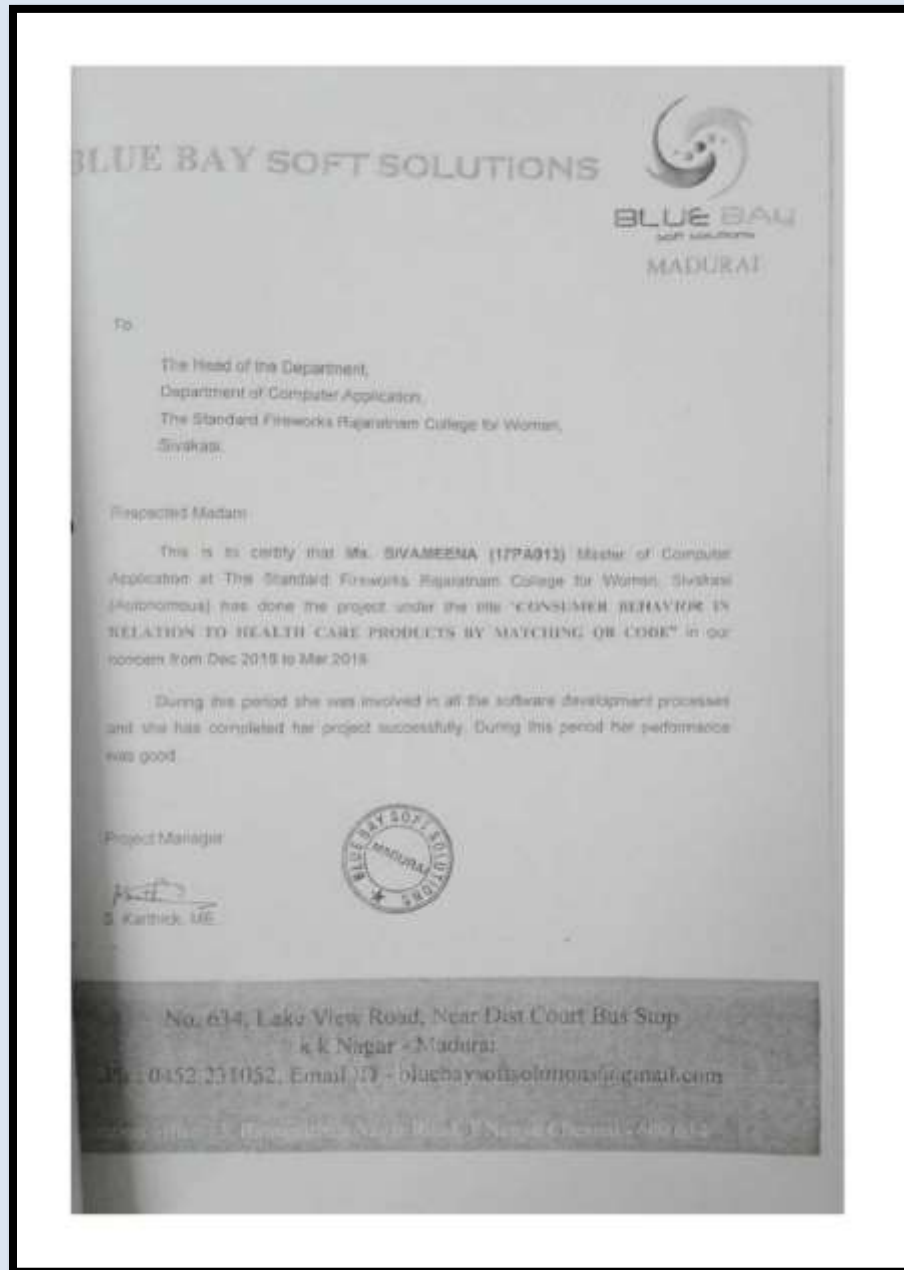 BLUE BAY SOFT SOLUTIONS
BLUE BAY
soft solutions
MADURAI
To
The Head of the Department,
Department of Computer Application,
The Standard Fireworks Rajaratnam College for Women,
Sivakasi.
Respected Madam
This is to certify that Ms. SIVAMEENA (17PA013) Master of Computer
Application at The Standard Fireworks Rajaratnam College for Women, Sivakasi
(Autonomous) has done the project under the title "CONSUMER BEHAVIOR IN
RELATION TO HEALTH CARE PRODUCTS BY MATCHING QR CODE" in our
concern from Dec to Mar
During this period she was involved in all the software development processes
and she has completed her project successfully. During this period her performance
was good
Project Manager
S. Karthick, ME
BLUE BAY SOFT SOLUTIONS
MADURAI
No. 634, Lake View Road, Near Dist Court Bus Stop
k k Nagar - Madurai
Ph : 0452 231052, Email ID - bluebaysoftsolutions@gmail.com
Nagar Chennai